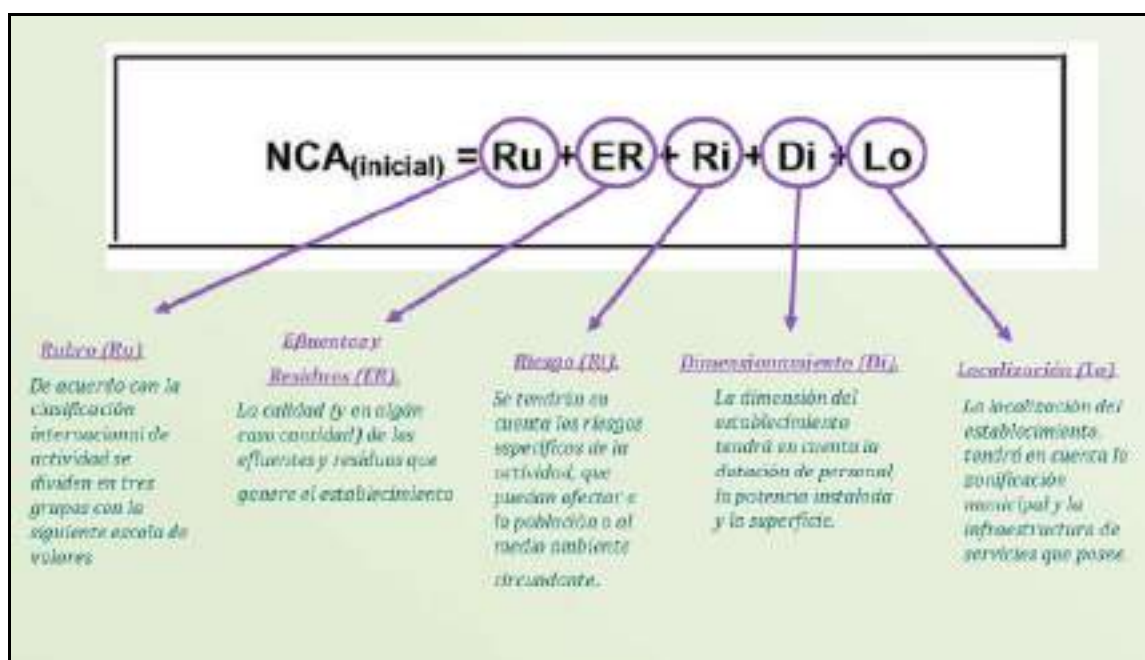 NCA(inicial) = Ru + ER + Ri + Di + Lo
Rubro (Ru)
De acuerdo con la
clasificación
internacional de
actividad se
dividen en tres
grupos con la
siguiente escala de
valores
Efluentes y
Residuos (ER).
La calidad (y en algún
caso cantidad) de los
efluentes y residuos que
genere el establecimiento
Riesgo (Ri).
Se tendrán en
cuenta los riesgos
específicos de la
actividad, que
puedan afectar a
la población o al
medio ambiente
circundante.
Dimensionamiento (Di).
La dimensión del
establecimiento
tendrá en cuenta la
dotación de personal
la potencia instalada
y la superficie.
Localización (Lo)
La localización del
establecimiento,
tendrá en cuenta la
zonificación
municipal y la
infraestructura de
servicios que posee